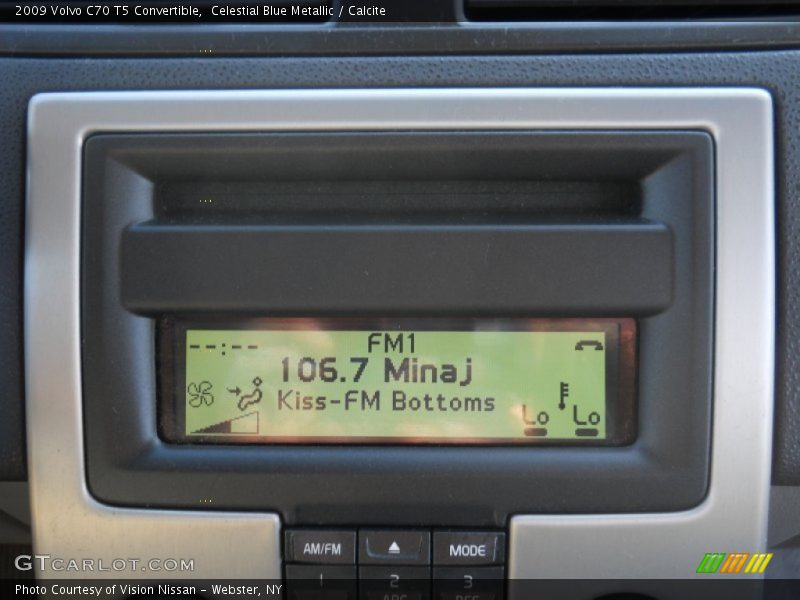 2009 Volvo C70 T5 Convertible,  Celestial Blue Metallic / Calcite
--:--
FM1
106.7 Minaj
Kiss-FM Bottoms
Lo Lo
AM/FM MODE
1 2 3
GTCARLOT.COM
Photo Courtesy of Vision Nissan - Webster, NY